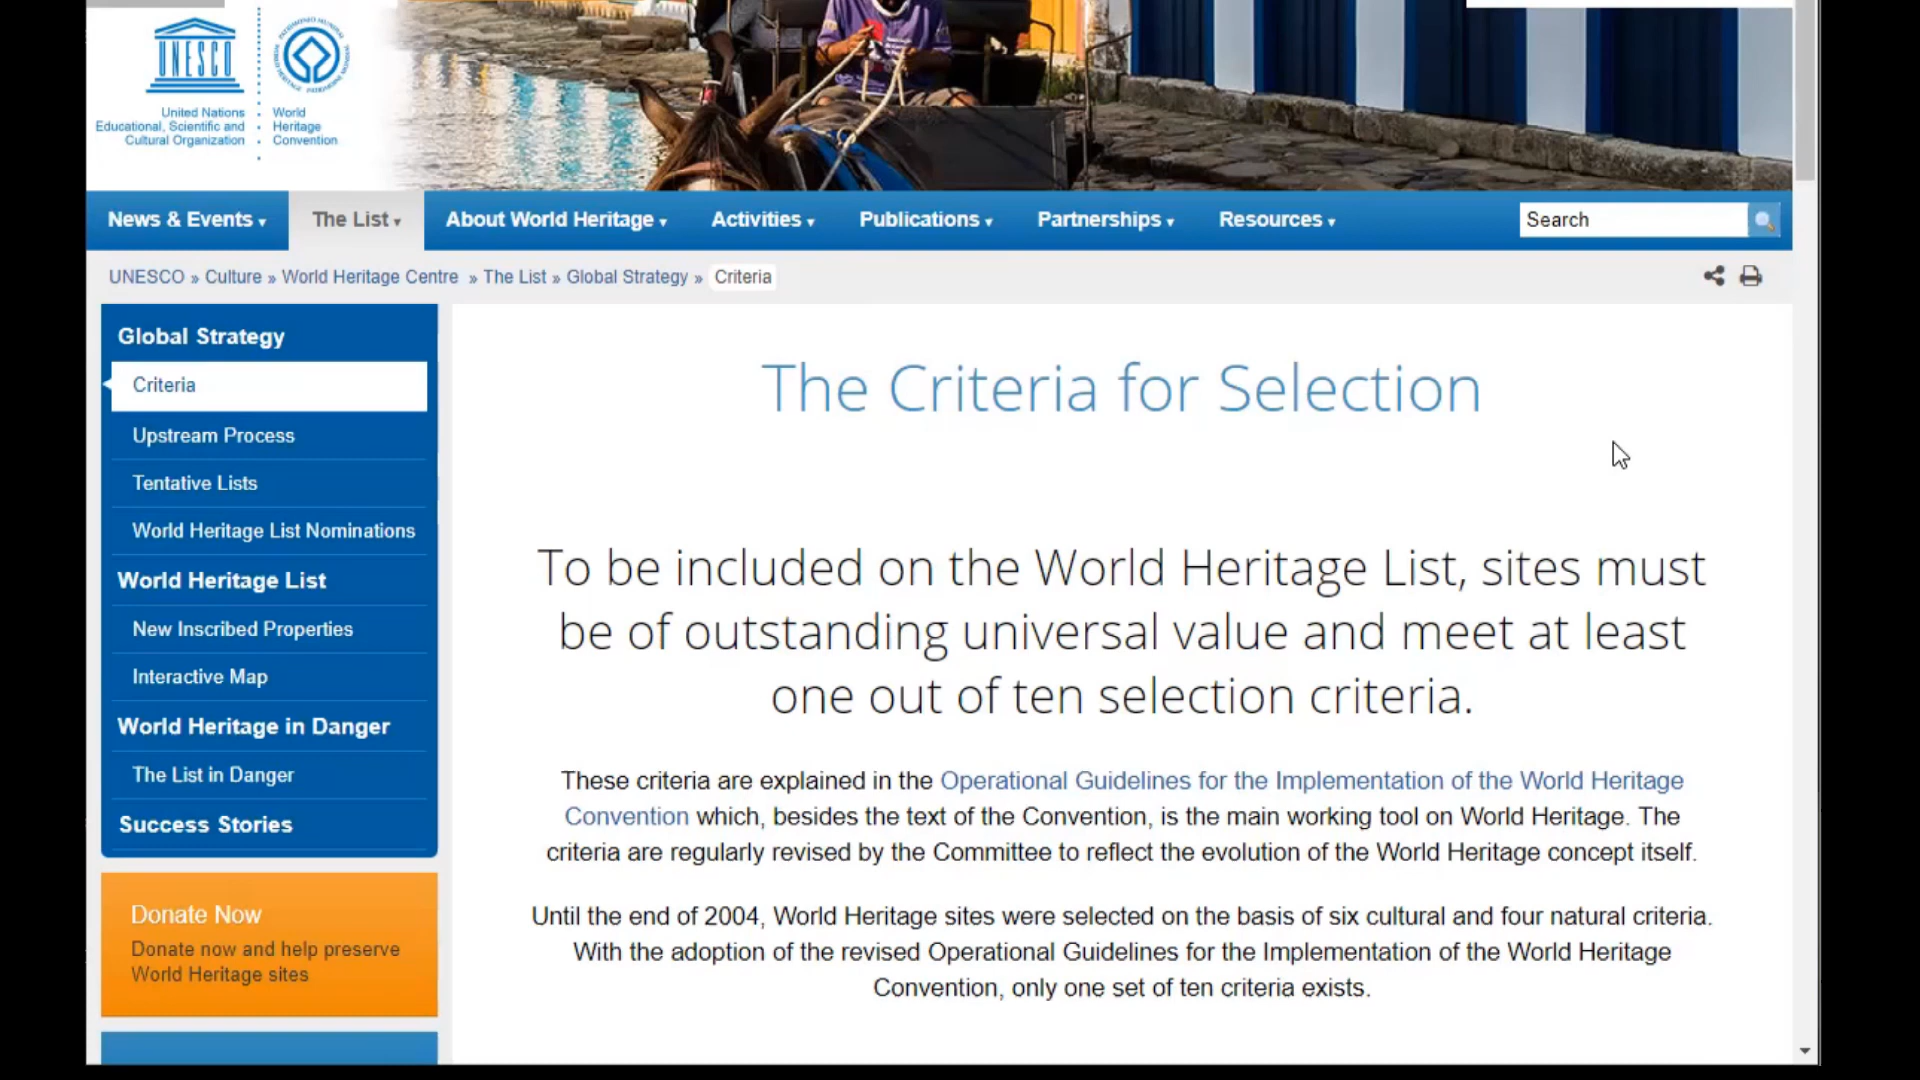 UNESCO
United Nations
Educational, Scientific and
Cultural Organization
World
Heritage
Convention
News & Events
The List
About World Heritage
Activities
Publications
Partnerships
Resources
Search
UNESCO » Culture » World Heritage Centre » The List » Global Strategy » Criteria
Global Strategy
Criteria
Upstream Process
Tentative Lists
World Heritage List Nominations
World Heritage List
New Inscribed Properties
Interactive Map
World Heritage in Danger
The List in Danger
Success Stories
Donate Now
Donate now and help preserve
World Heritage sites
The Criteria for Selection
To be included on the World Heritage List, sites must
be of outstanding universal value and meet at least
one out of ten selection criteria.
These criteria are explained in the Operational Guidelines for the Implementation of the World Heritage
Convention which, besides the text of the Convention, is the main working tool on World Heritage. The
criteria are regularly revised by the Committee to reflect the evolution of the World Heritage concept itself.
Until the end of 2004, World Heritage sites were selected on the basis of six cultural and four natural criteria.
With the adoption of the revised Operational Guidelines for the Implementation of the World Heritage
Convention, only one set of ten criteria exists.